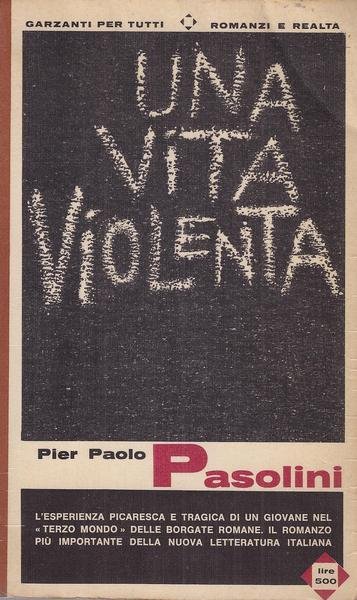 GARZANTI PER TUTTI ROMANZI E REALTA
UNA
VITA
VIOLENTA
Pier Paolo Pasolini
L'ESPERIENZA PICARESCA E TRAGICA DI UN GIOVANE NEL
« TERZO MONDO » DELLE BORGATE ROMANE. IL ROMANZO
PIÙ IMPORTANTE DELLA NUOVA LETTERATURA ITALIANA
lire
500